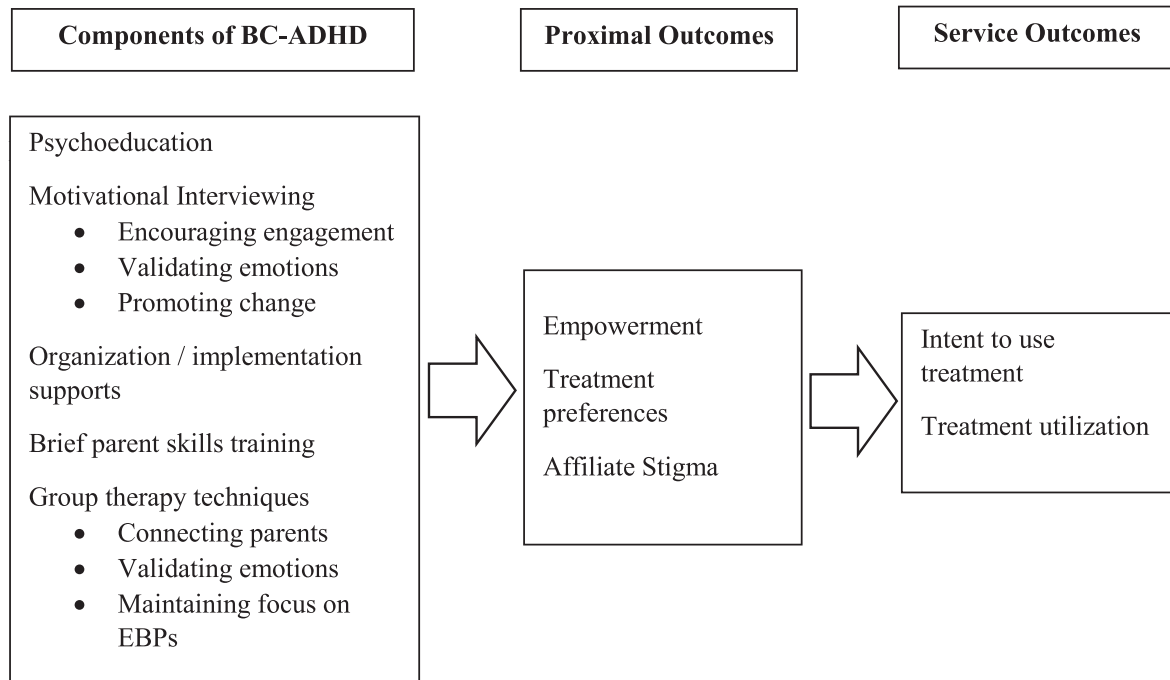 Components of BC-ADHD
Proximal Outcomes
Service Outcomes
Psychoeducation
Motivational Interviewing
• Encouraging engagement
• Validating emotions
• Promoting change
Organization / implementation
supports
Brief parent skills training
Group therapy techniques
• Connecting parents
• Validating emotions
• Maintaining focus on
EBPs
Empowerment
Treatment
preferences
Affiliate Stigma
Intent to use
treatment
Treatment utilization